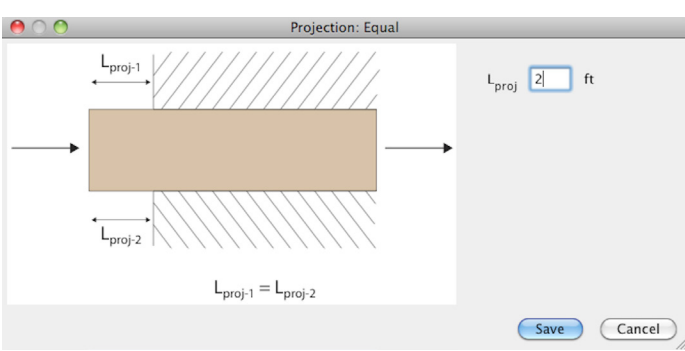 Projection: Equal
Lproj-1
Lproj 2 ft
Lproj-2
Lproj-1 = Lproj-2
Save Cancel